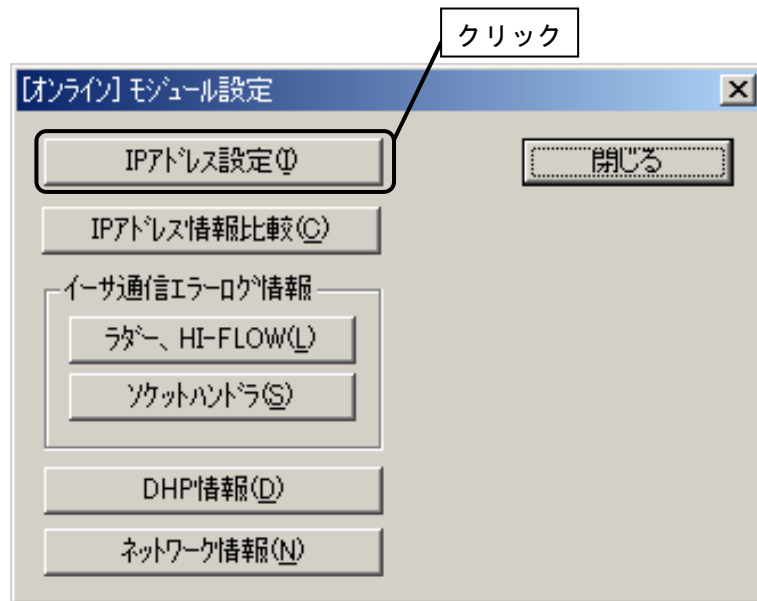 クリック
[オンライン] モジュール設定
IPアドレス設定(I)
閉じる
IPアドレス情報比較(C)
イーサ通信エラーログ情報
ラダー、HI-FLOW(L)
ソケットハンドラ(S)
DHP情報(D)
ネットワーク情報(N)